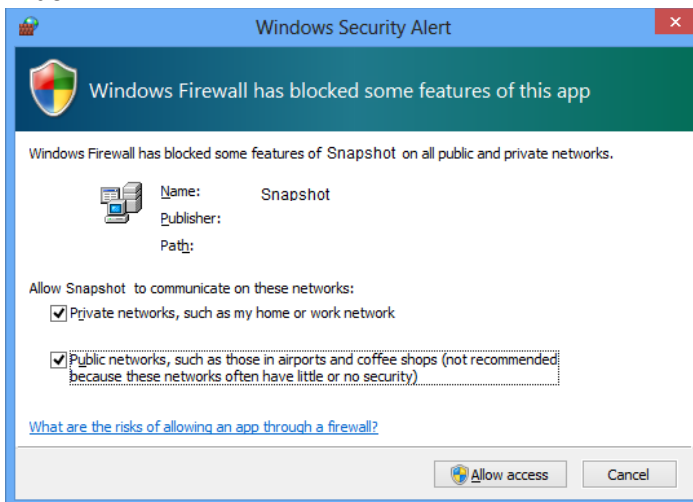 Windows Security Alert
Windows Firewall has blocked some features of this app
Windows Firewall has blocked some features of Snapshot on all public and private networks.
Name: Snapshot
Publisher:
Path:
Allow Snapshot to communicate on these networks:
Private networks, such as my home or work network
Public networks, such as those in airports and coffee shops (not recommended
because these networks often have little or no security)
What are the risks of allowing an app through a firewall?
Allow access Cancel